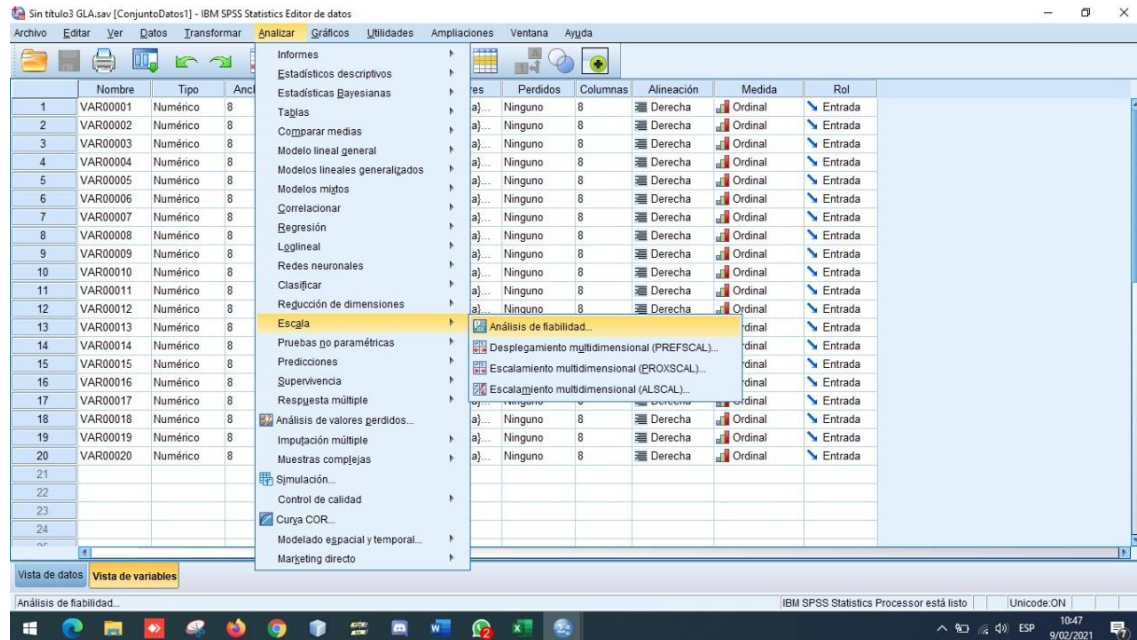 Sin título3 GLA.sav [ConjuntoDatos1] - IBM SPSS Statistics Editor de datos
Archivo Editar Ver Datos Transformar Analizar Gráficos Utilidades Ampliaciones Ventana Ayuda
Nombre Tipo Perdidos Columnas Alineación Medida Rol
1 VAR00001 Numérico 8 Ninguno 8 Derecha Ordinal Entrada
2 VAR00002 Numérico 8 Ninguno 8 Derecha Ordinal Entrada
3 VAR00003 Numérico 8 Ninguno 8 Derecha Ordinal Entrada
4 VAR00004 Numérico 8 Ninguno 8 Derecha Ordinal Entrada
5 VAR00005 Numérico 8 Ninguno 8 Derecha Ordinal Entrada
6 VAR00006 Numérico 8 Ninguno 8 Derecha Ordinal Entrada
7 VAR00007 Numérico 8 Ninguno 8 Derecha Ordinal Entrada
8 VAR00008 Numérico 8 Ninguno 8 Derecha Ordinal Entrada
9 VAR00009 Numérico 8 Ninguno 8 Derecha Ordinal Entrada
10 VAR00010 Numérico 8 Ninguno 8 Derecha Ordinal Entrada
11 VAR00011 Numérico 8 Ninguno 8 Derecha Ordinal Entrada
12 VAR00012 Numérico 8 Ninguno 8 Derecha Ordinal Entrada
13 VAR00013 Numérico 8 Entrada
14 VAR00014 Numérico 8 Entrada
15 VAR00015 Numérico 8 Entrada
16 VAR00016 Numérico 8 Entrada
17 VAR00017 Numérico 8 Entrada
18 VAR00018 Numérico 8 Ninguno 8 Derecha Ordinal Entrada
19 VAR00019 Numérico 8 Ninguno 8 Derecha Ordinal Entrada
20 VAR00020 Numérico 8 Ninguno 8 Derecha Ordinal Entrada
21
22
23
24
Informes
Estadísticos descriptivos
Estadísticas Bayesianas
Tablas
Comparar medias
Modelo lineal general
Modelos lineales generalizados
Modelos mixtos
Correlacionar
Regresión
Loglineal
Redes neuronales
Clasificar
Reducción de dimensiones
Escala
Pruebas no paramétricas
Predicciones
Supervivencia
Respuesta múltiple
Análisis de valores perdidos...
Imputación múltiple
Muestras complejas
Simulación...
Control de calidad
Curva COR...
Modelado espacial y temporal...
Marketing directo
Análisis de fiabilidad...
Desplegamiento multidimensional (PREFSCAL)...
Escalamiento multidimensional (PROXSCAL)...
Escalamiento multidimensional (ALSCAL)...
Vista de datos Vista de variables
Análisis de fiabilidad... IBM SPSS Statistics Processor está listo Unicode:ON
ESP 10:47
9/02/2021